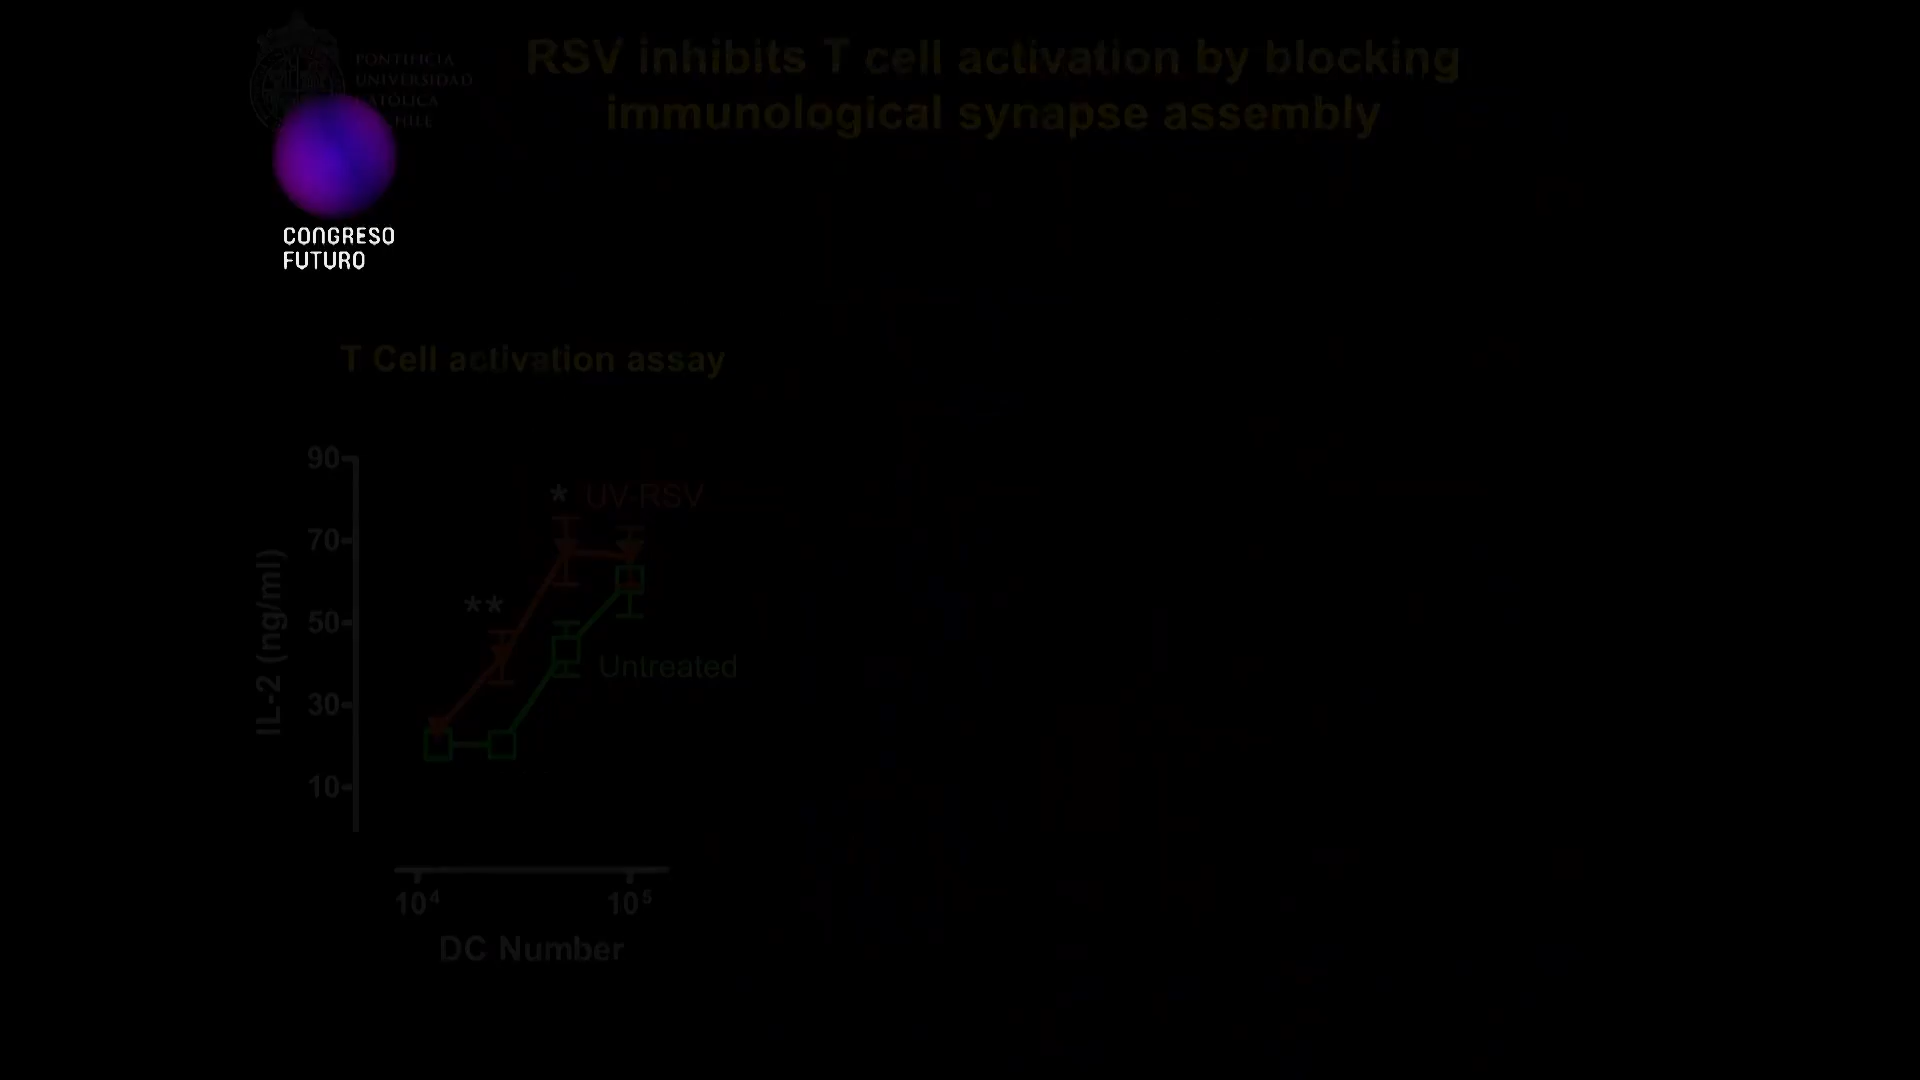 PONTIFICIA
UNIVERSIDAD
CATÓLICA
HILE
RSV inhibits T cell activation by blocking
immunological synapse assembly
CONGRESO
FUTURO
T Cell activation assay
90
70
50
30
10
IL-2 (ng/ml)
* UV-RSV
**
Untreated
10⁴
10⁵
DC Number